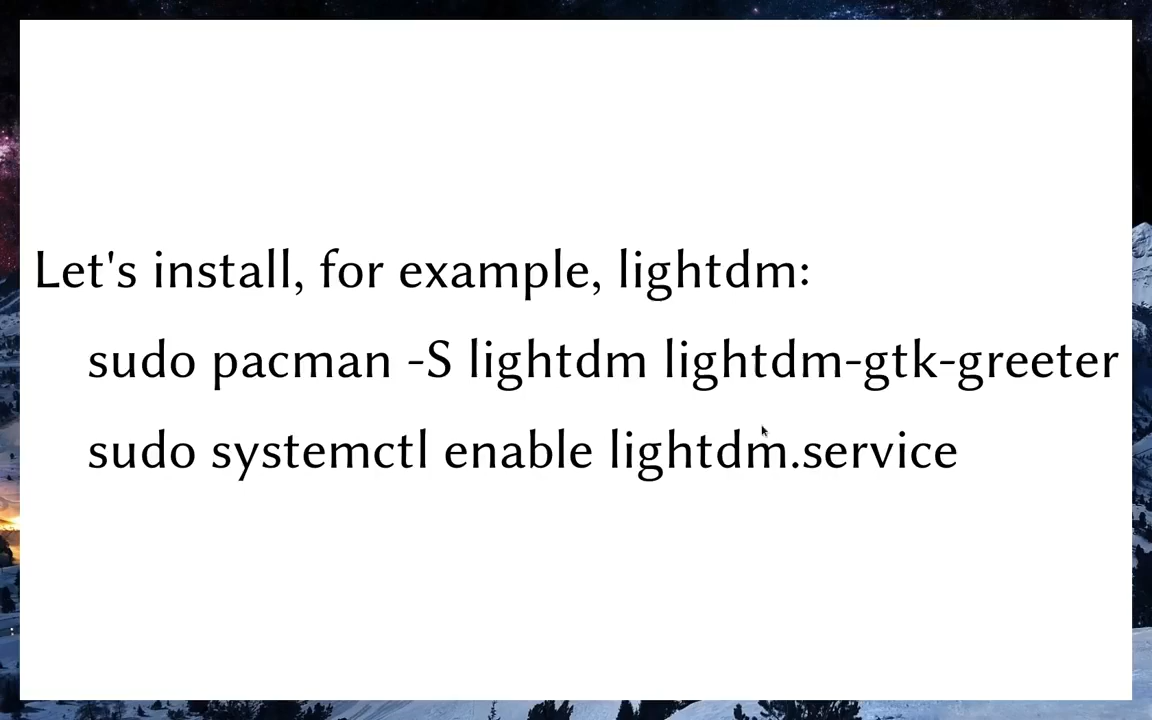 Let's install, for example, lightdm:
sudo pacman -S lightdm lightdm-gtk-greeter
sudo systemctl enable lightdm.service